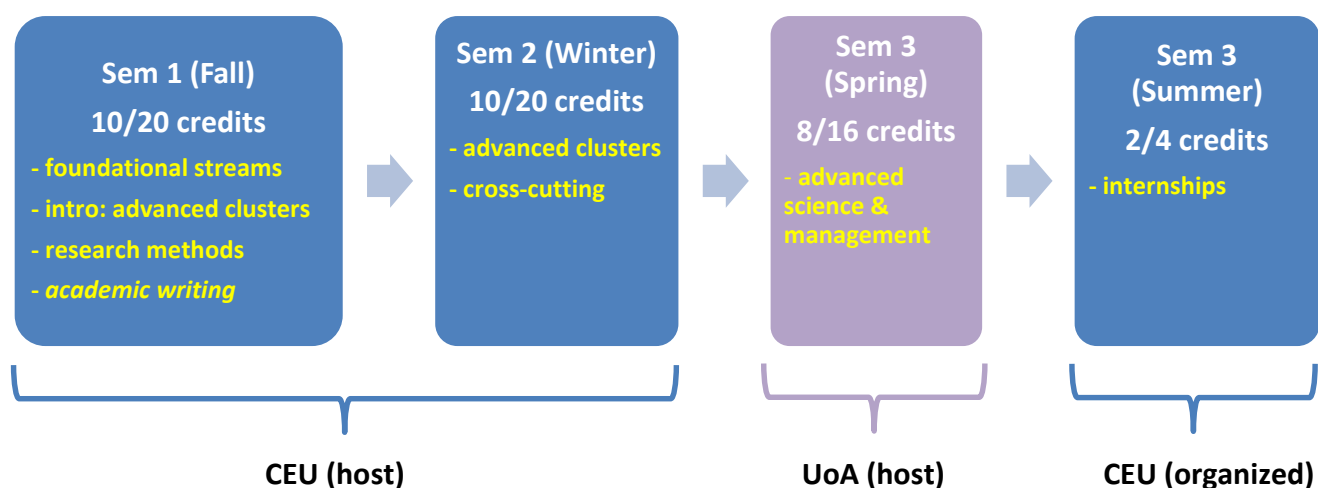 Sem 1 (Fall)
10/20 credits
- foundational streams
- intro: advanced clusters
- research methods
- academic writing
Sem 2 (Winter)
10/20 credits
- advanced clusters
- cross-cutting
Sem 3
(Spring)
8/16 credits
- advanced
science &
management
Sem 3
(Summer)
2/4 credits
- internships
CEU (host)
UoA (host)
CEU (organized)